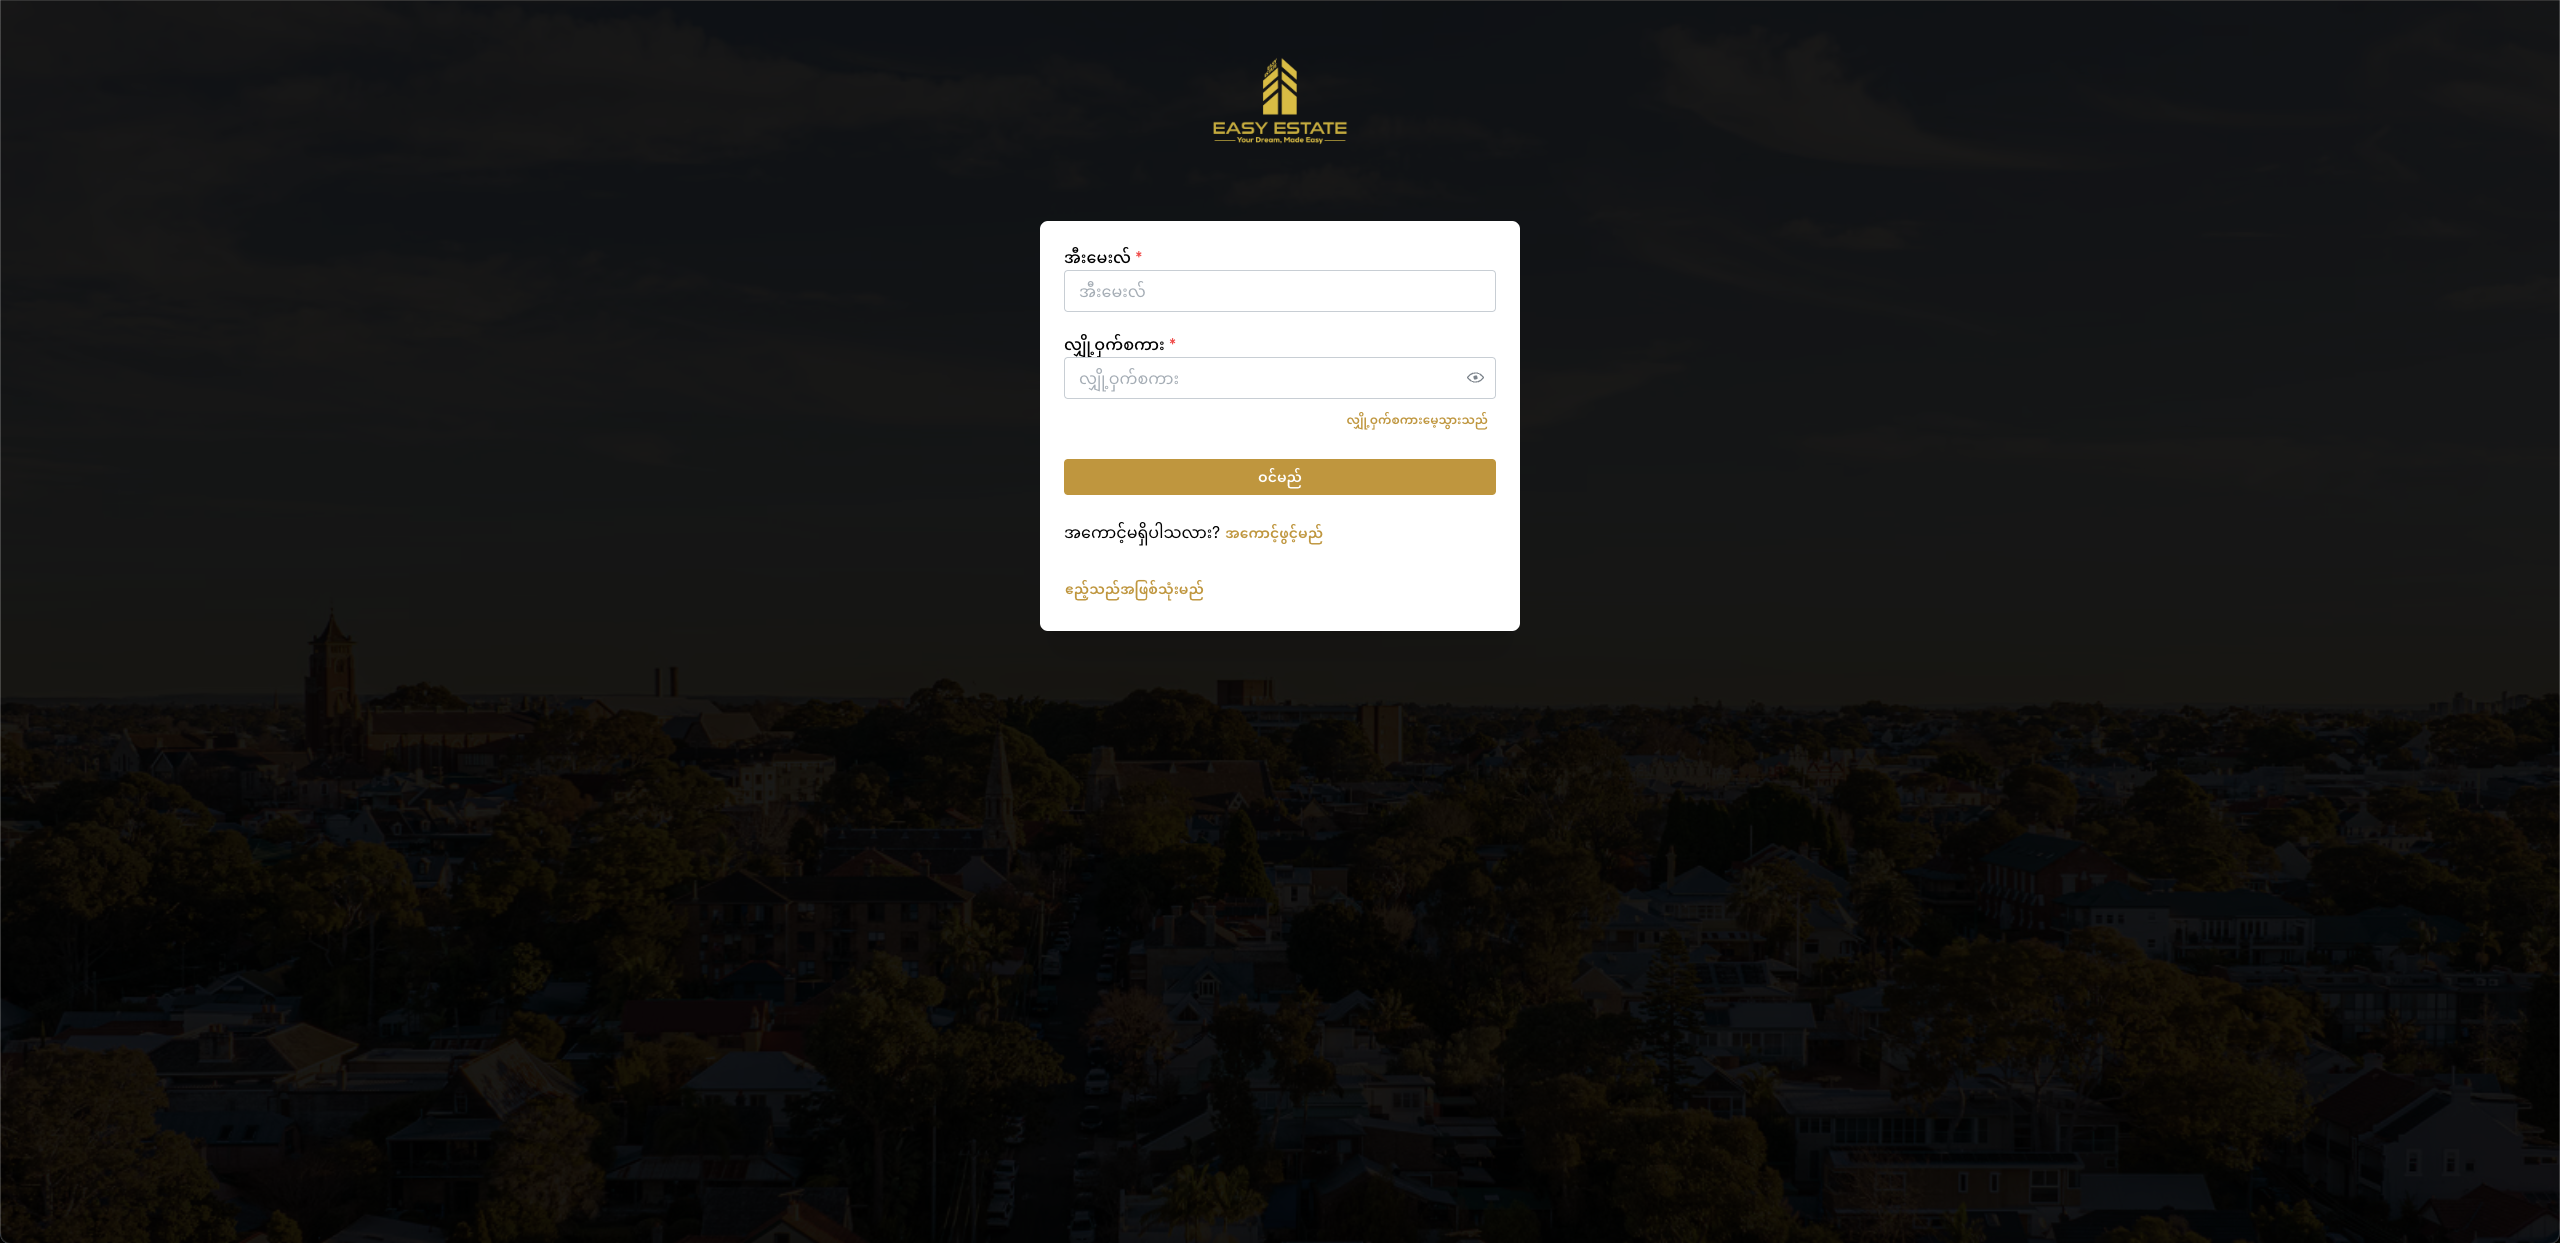 EASY ESTATE
Your Dream, Made Easy
အီးမေးလ် *
အီးမေးလ်
လျှို့ဝှက်စကား *
လျှို့ဝှက်စကား
လျှို့ဝှက်စကားမေ့သွားသည်
ဝင်မည်
အကောင့်မရှိပါသလား? အကောင့်ဖွင့်မည်
ဧည့်သည်အဖြစ်သုံးမည်